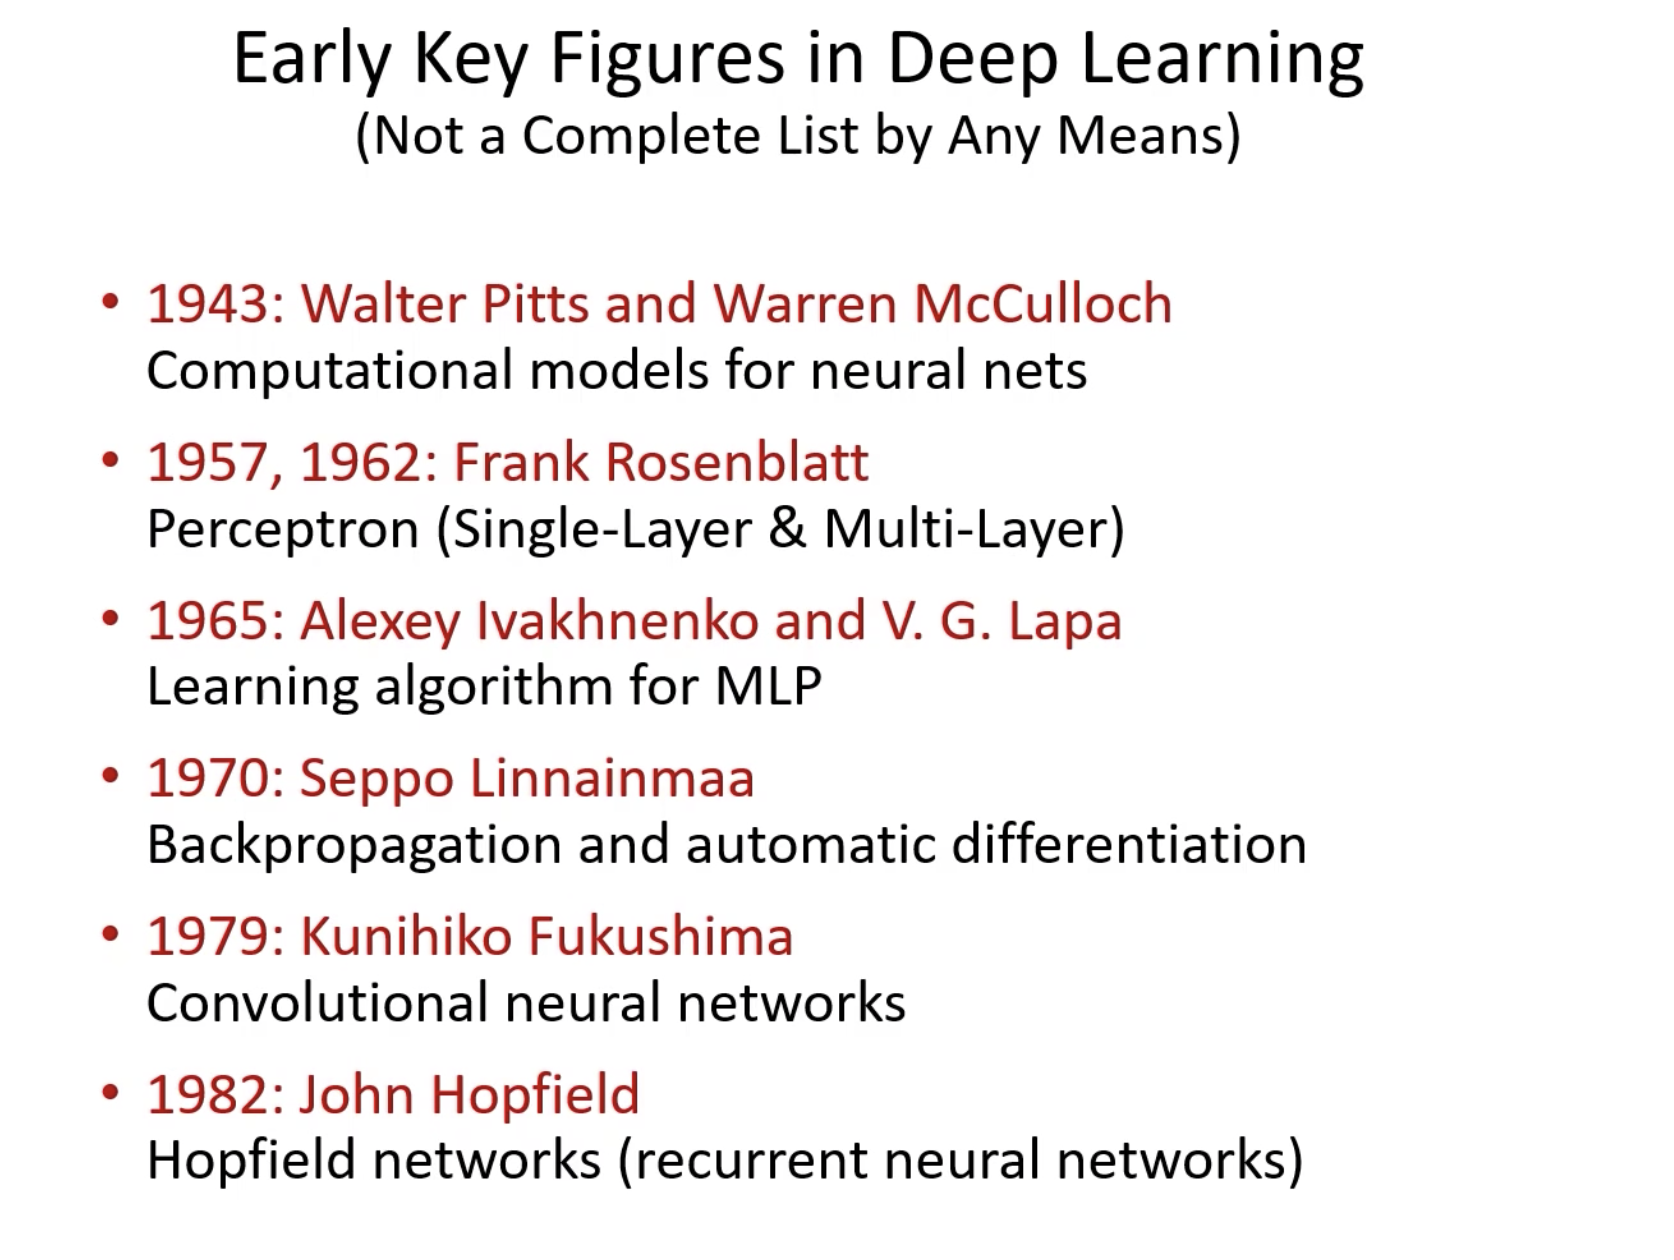 Early Key Figures in Deep Learning
(Not a Complete List by Any Means)
• 1943: Walter Pitts and Warren McCulloch
Computational models for neural nets
• 1957, 1962: Frank Rosenblatt
Perceptron (Single-Layer & Multi-Layer)
• 1965: Alexey Ivakhnenko and V. G. Lapa
Learning algorithm for MLP
• 1970: Seppo Linnainmaa
Backpropagation and automatic differentiation
• 1979: Kunihiko Fukushima
Convolutional neural networks
• 1982: John Hopfield
Hopfield networks (recurrent neural networks)